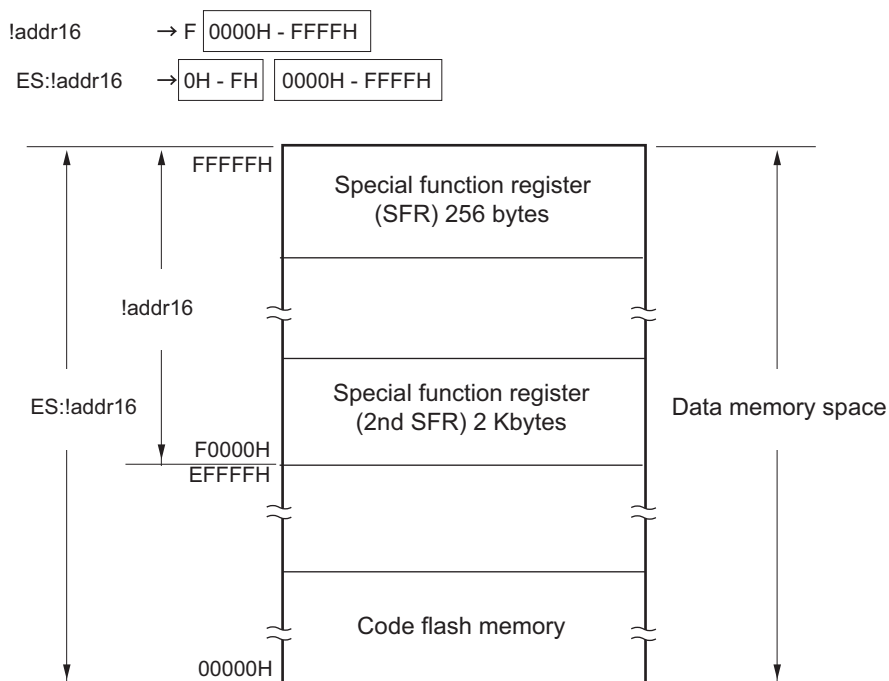 !addr16 → F 0000H - FFFFH
ES:!addr16 → 0H - FH 0000H - FFFFH
FFFFFH
Special function register
(SFR) 256 bytes
!addr16
Special function register
(2nd SFR) 2 Kbytes
ES:!addr16
Data memory space
F0000H
EFFFFH
Code flash memory
00000H